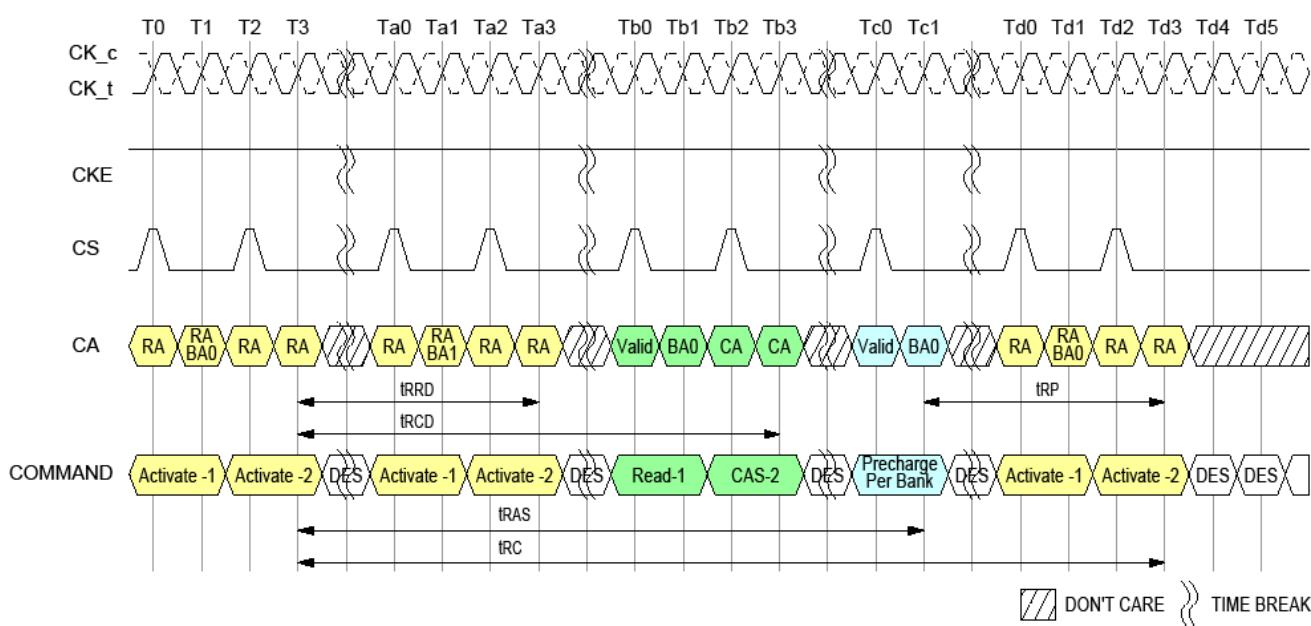 T0 T1 T2 T3 Ta0 Ta1 Ta2 Ta3 Tb0 Tb1 Tb2 Tb3 Tc0 Tc1 Td0 Td1 Td2 Td3 Td4 Td5
CK_c
CK_t
CKE
CS
CA
RA
RA
BA0
RA
RA
RA
RA
BA1
RA
RA
Valid
BA0
CA
CA
Valid
BA0
RA
RA
BA0
RA
RA
tRRD
tRP
tRCD
COMMAND
Activate -1
Activate -2
DES
Activate -1
Activate -2
DES
Read-1
CAS-2
DES
Precharge
Per Bank
DES
Activate -1
Activate -2
DES
DES
tRAS
tRC
DON'T CARE
TIME BREAK